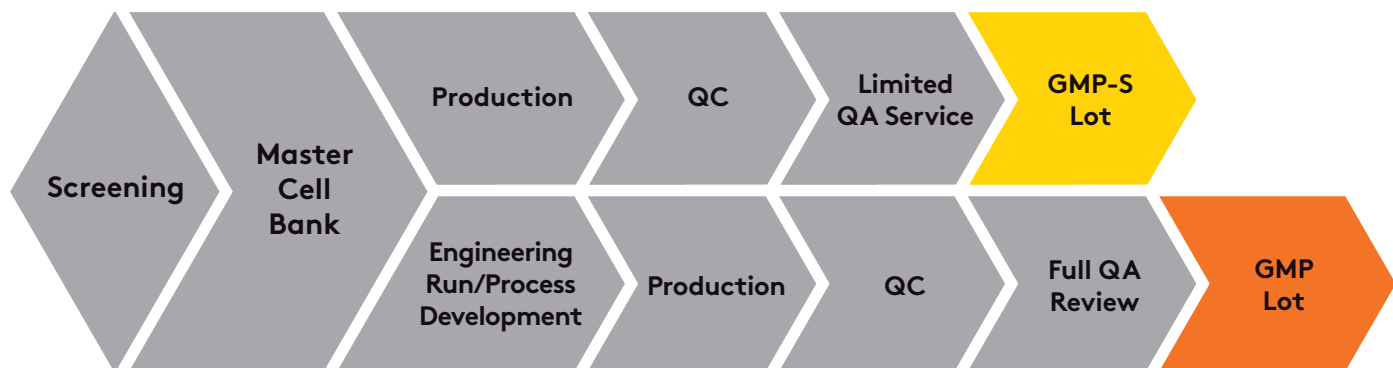 Screening
Master
Cell
Bank
Production
QC
Limited
QA Service
GMP-S
Lot
Engineering
Run/Process
Development
Production
QC
Full QA
Review
GMP
Lot